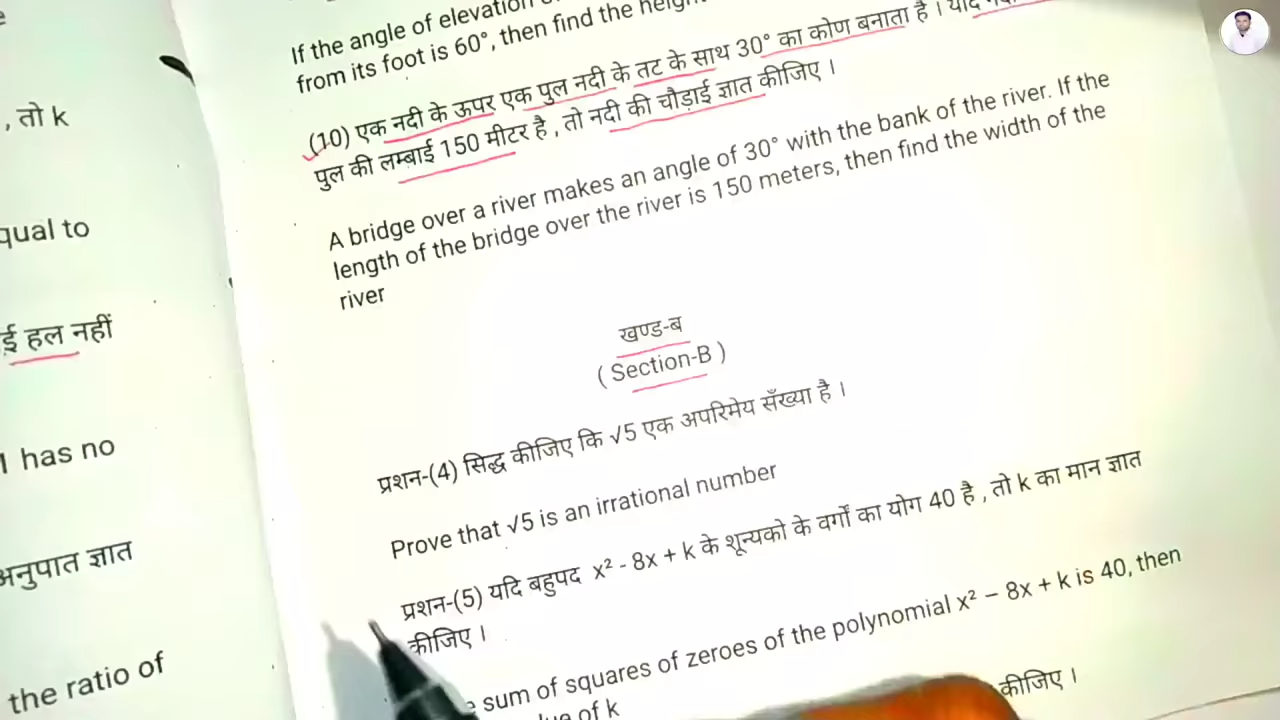 , तो k
qual to
ई हल नहीं
has no
अनुपात ज्ञात
the ratio of
If the angle of elevation
from its foot is 60°, then find the heigh
(10) एक नदी के ऊपर एक पुल नदी के तट के साथ 30° का कोण बनाता है । यदि
पुल की लम्बाई 150 मीटर है , तो नदी की चौड़ाई ज्ञात कीजिए ।
A bridge over a river makes an angle of 30° with the bank of the river. If the
length of the bridge over the river is 150 meters, then find the width of the
river
खण्ड-ब
( Section-B )
प्रशन-(4) सिद्ध कीजिए कि √5 एक अपरिमेय सँख्या है ।
Prove that √5 is an irrational number
प्रशन-(5) यदि बहुपद x² - 8x + k के शून्यको के वर्गों का योग 40 है , तो k का मान ज्ञात
कीजिए ।
sum of squares of zeroes of the polynomial x² – 8x + k is 40, then
of k
कीजिए ।